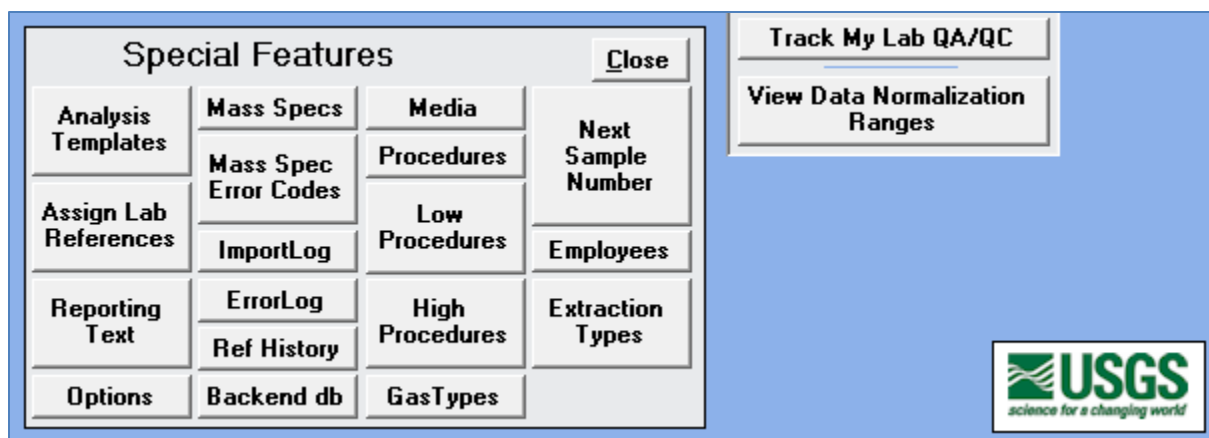 Special Features
Close
Analysis
Templates
Assign Lab
References
Reporting
Text
Options
Mass Specs
Mass Spec
Error Codes
ImportLog
ErrorLog
Ref History
Backend db
Media
Procedures
Low
Procedures
High
Procedures
GasTypes
Next
Sample
Number
Employees
Extraction
Types
Track My Lab QA/QC
View Data Normalization
Ranges
USGS
science for a changing world